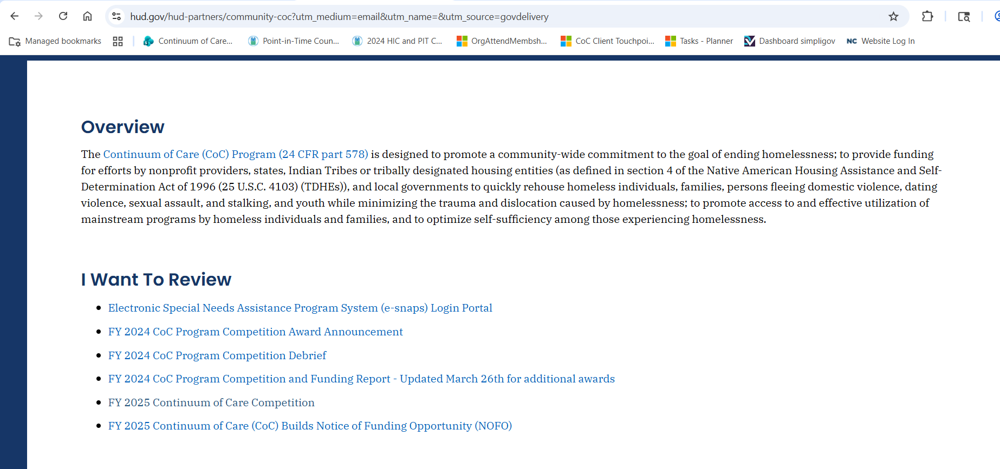 hud.gov/hud-partners/community-coc?utm_medium=email&utm_name=&utm_source=govdelivery
Managed bookmarks
Continuum of Care...
Point-in-Time Coun...
2024 HIC and PIT C...
OrgAttendMembsh...
CoC Client Touchpoi...
Tasks - Planner
Dashboard simpligov
NC Website Log In
Overview
The Continuum of Care (CoC) Program (24 CFR part 578) is designed to promote a community-wide commitment to the goal of ending homelessness; to provide funding
for efforts by nonprofit providers, states, Indian Tribes or tribally designated housing entities (as defined in section 4 of the Native American Housing Assistance and Self-
Determination Act of 1996 (25 U.S.C. 4103) (TDHEs)), and local governments to quickly rehouse homeless individuals, families, persons fleeing domestic violence, dating
violence, sexual assault, and stalking, and youth while minimizing the trauma and dislocation caused by homelessness; to promote access to and effective utilization of
mainstream programs by homeless individuals and families, and to optimize self-sufficiency among those experiencing homelessness.
I Want To Review
Electronic Special Needs Assistance Program System (e-snaps) Login Portal
FY 2024 CoC Program Competition Award Announcement
FY 2024 CoC Program Competition Debrief
FY 2024 CoC Program Competition and Funding Report - Updated March 26th for additional awards
FY 2025 Continuum of Care Competition
FY 2025 Continuum of Care (CoC) Builds Notice of Funding Opportunity (NOFO)